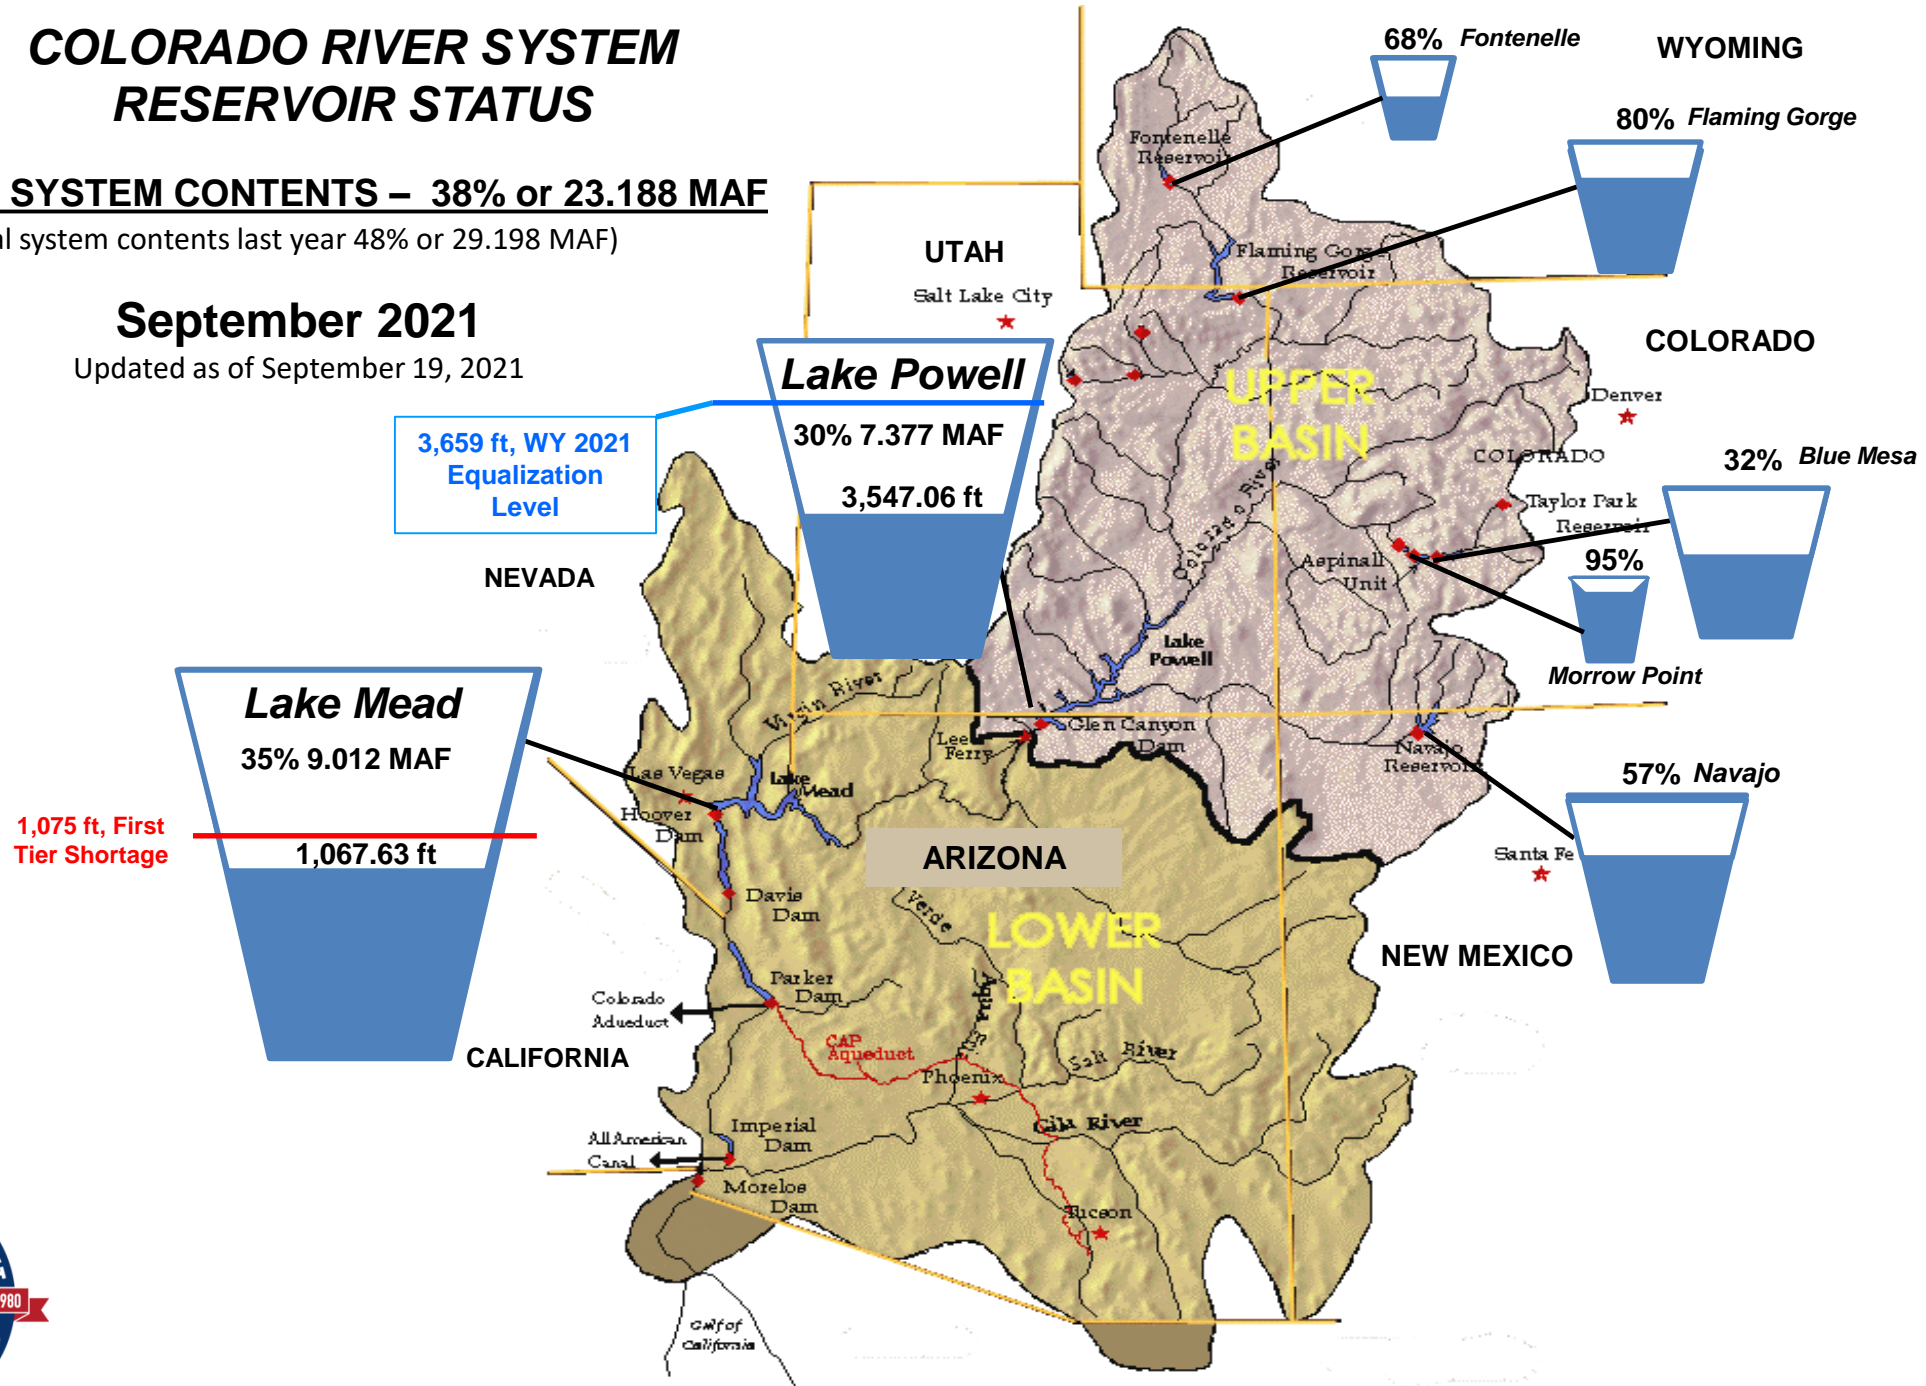 COLORADO RIVER SYSTEM
RESERVOIR STATUS
SYSTEM CONTENTS – 38% or 23.188 MAF
al system contents last year 48% or 29.198 MAF)
September 2021
Updated as of September 19, 2021
68% Fontenelle
WYOMING
80% Flaming Gorge
Fontenelle
Reservoir
Flaming Gorge
Reservoir
UTAH
Salt Lake City
COLORADO
Lake Powell
30% 7.377 MAF
3,547.06 ft
3,659 ft, WY 2021
Equalization
Level
UPPER
BASIN
Denver
COLORADO
32% Blue Mesa
Taylor Park
Reservoir
Colorado River
Aspinall
Unit
95%
Morrow Point
NEVADA
Lake
Powell
Lake Mead
35% 9.012 MAF
1,075 ft, First
Tier Shortage
1,067.63 ft
Virgin River
Lee
Ferry
Glen Canyon
Dam
Navajo
Reservoir
57% Navajo
Las Vegas
Lake
Mead
Hoover
Dam
ARIZONA
Santa Fe
Davis
Dam
Verde
LOWER
BASIN
NEW MEXICO
Parker
Dam
Colorado
Adueduct
CALIFORNIA
CAP
Aqueduct
Phoenix
Salt River
Gila River
Imperial
Dam
All American
Canal
Morelos
Dam
Tucson
Gulf of
California
980